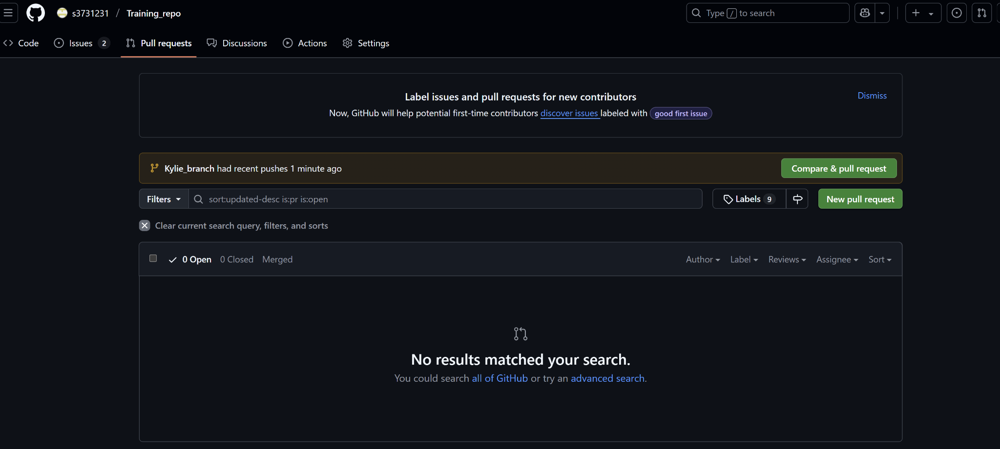 s3731231 / Training_repo
Type / to search
Code
Issues 2
Pull requests
Discussions
Actions
Settings
Label issues and pull requests for new contributors
Dismiss
Now, GitHub will help potential first-time contributors discover issues labeled with good first issue
Kylie_branch had recent pushes 1 minute ago
Compare & pull request
Filters
sort:updated-desc is:pr is:open
Labels 9
New pull request
Clear current search query, filters, and sorts
0 Open
0 Closed
Merged
Author
Label
Reviews
Assignee
Sort
No results matched your search.
You could search all of GitHub or try an advanced search.